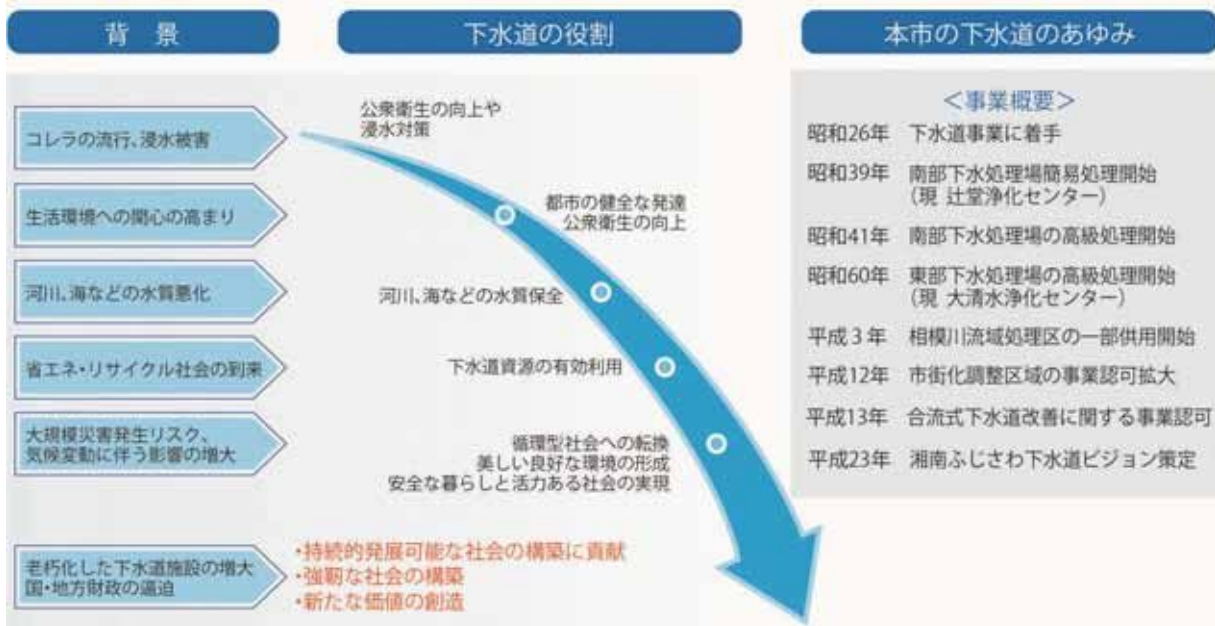 背 景
コレラの流行、浸水被害
生活環境への関心の高まり
河川、海などの水質悪化
省エネ・リサイクル社会の到来
大規模災害発生リスク、
気候変動に伴う影響の増大
老朽化した下水道施設の増大
国・地方財政の逼迫
下水道の役割
公衆衛生の向上や
浸水対策
都市の健全な発達
公衆衛生の向上
河川、海などの水質保全
下水道資源の有効利用
循環型社会への転換
美しい良好な環境の形成
安全な暮らしと活力ある社会の実現
・持続的発展可能な社会の構築に貢献
・強靭な社会の構築
・新たな価値の創造
本市の下水道のあゆみ
＜事業概要＞
昭和26年 下水道事業に着手
昭和39年 南部下水処理場簡易処理開始
(現 辻堂浄化センター)
昭和41年 南部下水処理場の高級処理開始
昭和60年 東部下水処理場の高級処理開始
(現 大清水浄化センター)
平成3年 相模川流域処理区の一部供用開始
平成12年 市街化調整区域の事業認可拡大
平成13年 合流式下水道改善に関する事業認可
平成23年 湘南ふじさわ下水道ビジョン策定